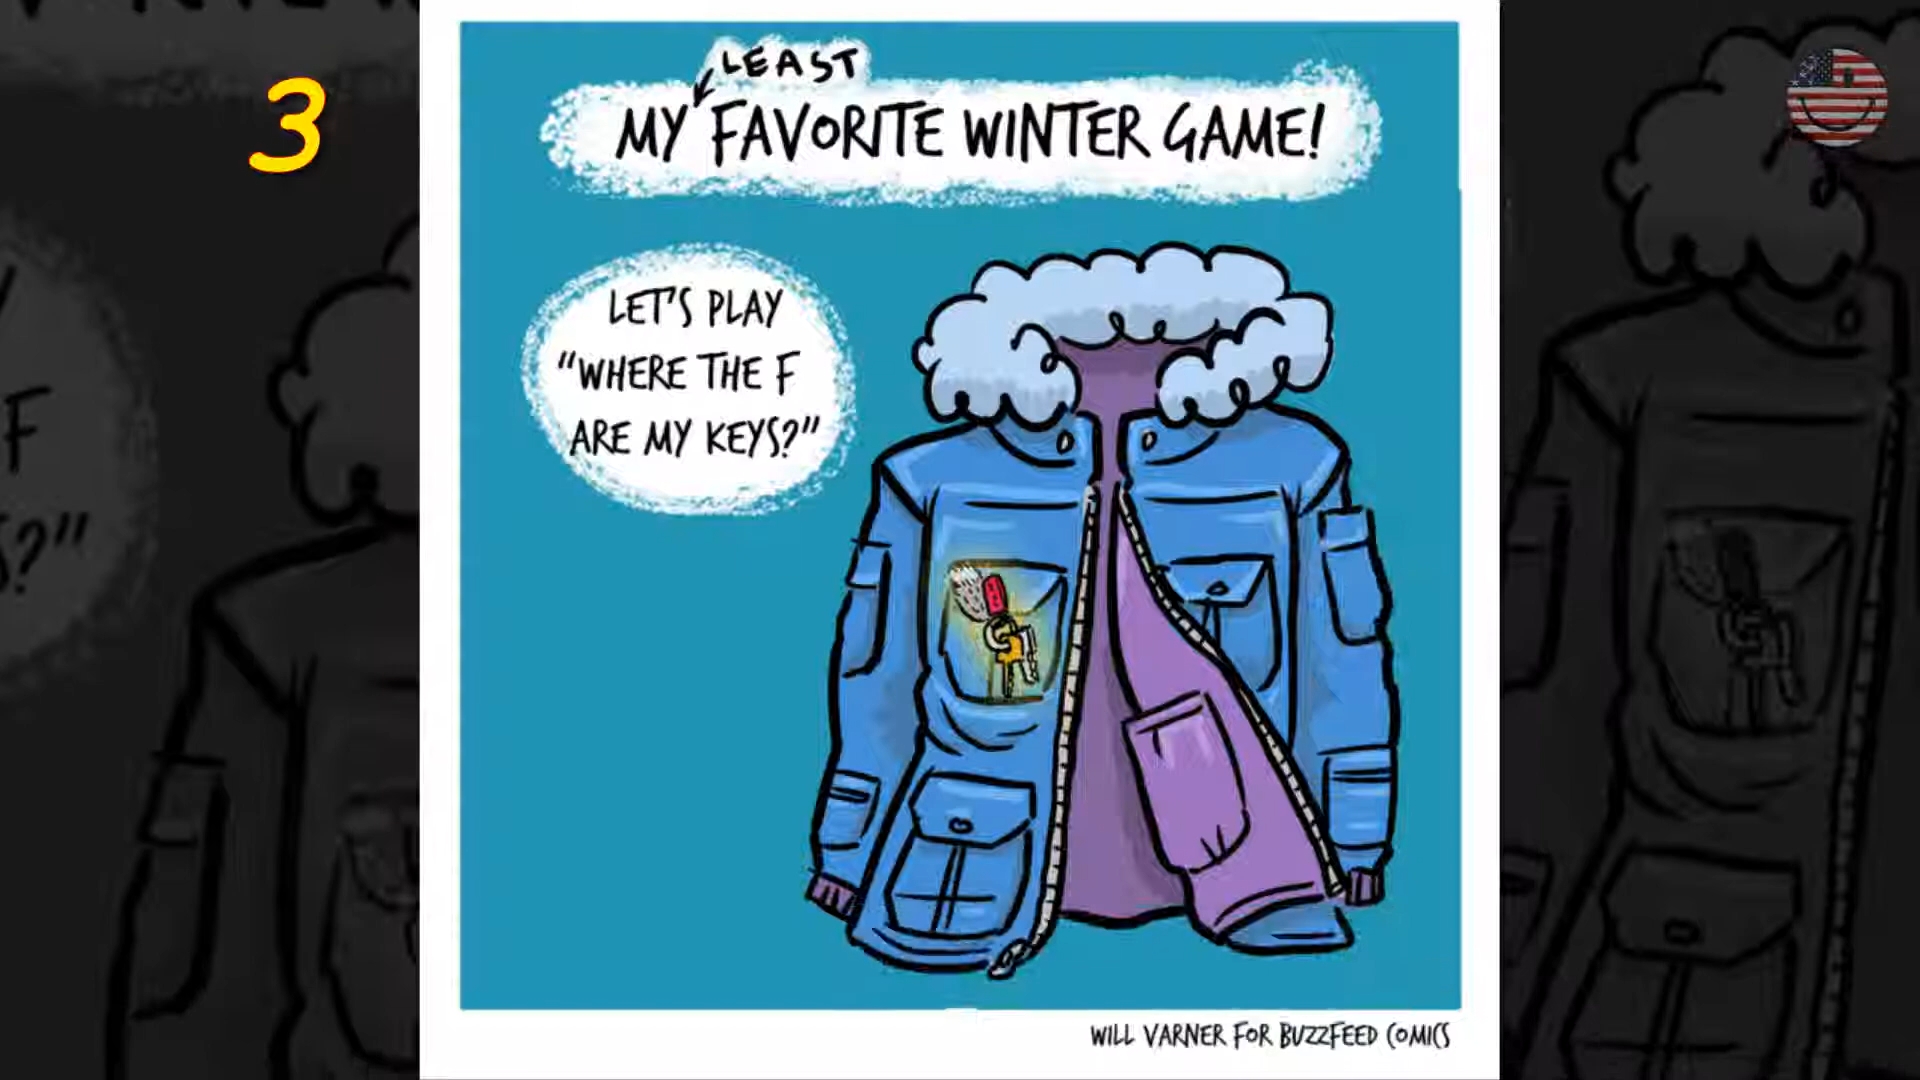 3
LEAST
MY FAVORITE WINTER GAME!
LET'S PLAY
"WHERE THE F
ARE MY KEYS?"
WILL VARNER FOR BUZZFEED COMICS